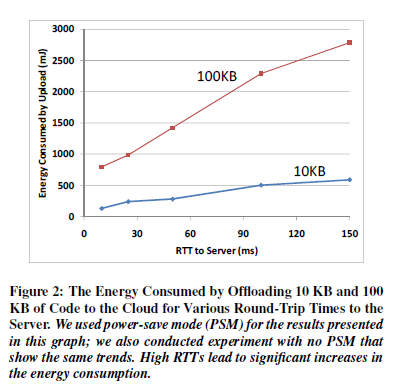 3000
2500
2000
1500
1000
500
0
Energy Consumed by Upload (mJ)
100KB
10KB
0 30 60 90 120 150
RTT to Server (ms)
Figure 2: The Energy Consumed by Offloading 10 KB and 100
KB of Code to the Cloud for Various Round-Trip Times to the
Server. We used power-save mode (PSM) for the results presented
in this graph; we also conducted experiment with no PSM that
show the same trends. High RTTs lead to significant increases in
the energy consumption.